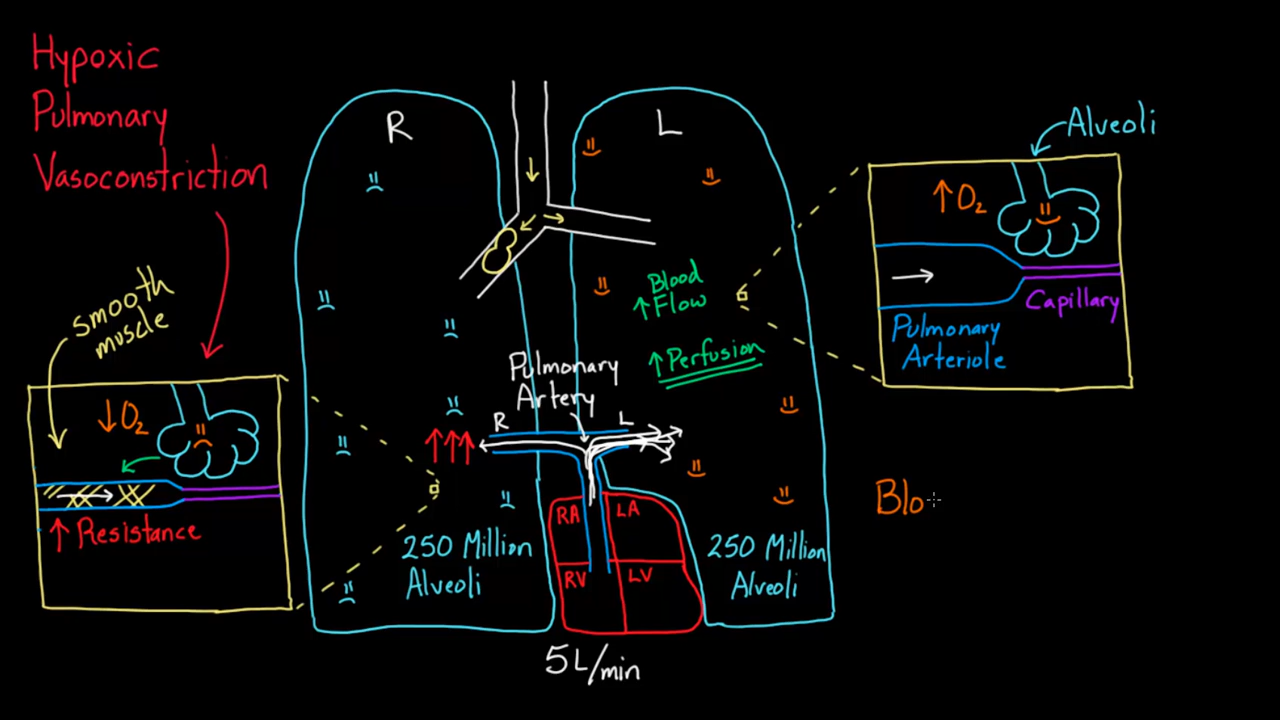 Hypoxic
Pulmonary
Vasoconstriction
smooth
muscle
↓O₂
↑ Resistance
R
L
Blood
↑Flow
↑Perfusion
Pulmonary
Artery
R
L
↑↑↑
RA
LA
RV
LV
250 Million
Alveoli
250 Million
Alveoli
5L/min
Alveoli
↑O₂
Capillary
Pulmonary
Arteriole
Blo